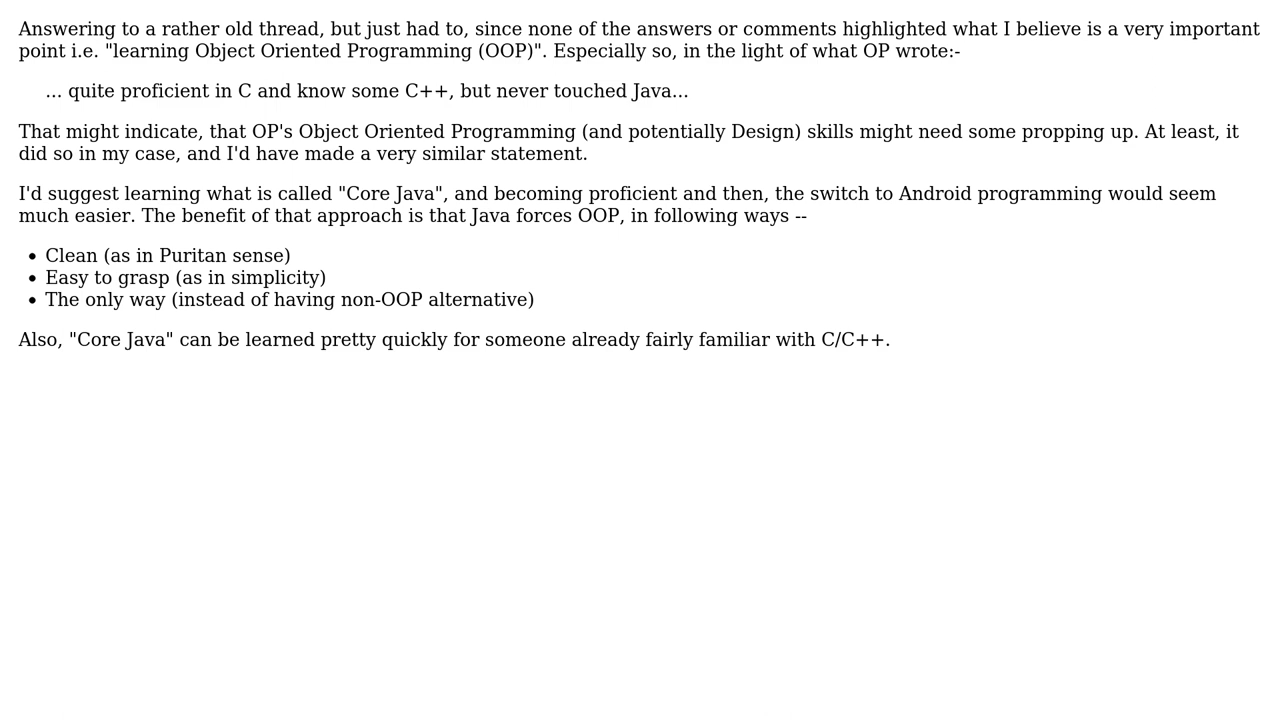 Answering to a rather old thread, but just had to, since none of the answers or comments highlighted what I believe is a very important
point i.e. "learning Object Oriented Programming (OOP)". Especially so, in the light of what OP wrote:-
... quite proficient in C and know some C++, but never touched Java...
That might indicate, that OP's Object Oriented Programming (and potentially Design) skills might need some propping up. At least, it
did so in my case, and I'd have made a very similar statement.
I'd suggest learning what is called "Core Java", and becoming proficient and then, the switch to Android programming would seem
much easier. The benefit of that approach is that Java forces OOP, in following ways --
• Clean (as in Puritan sense)
• Easy to grasp (as in simplicity)
• The only way (instead of having non-OOP alternative)
Also, "Core Java" can be learned pretty quickly for someone already fairly familiar with C/C++.